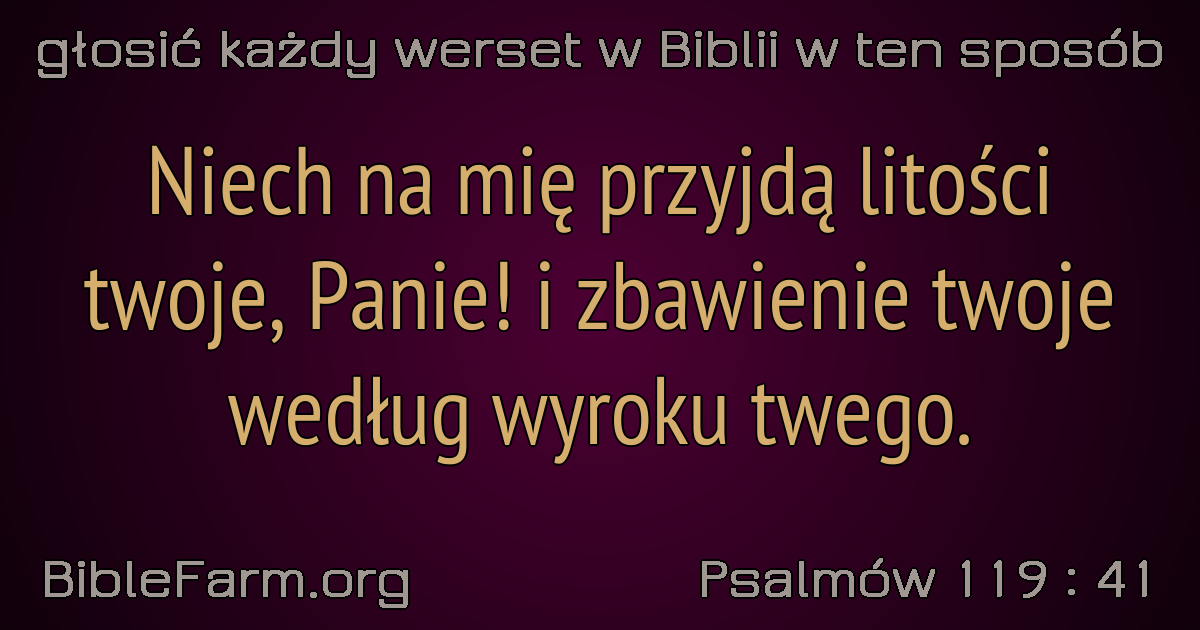 głosić każdy werset w Biblii w ten sposób
Niech na mię przyjdą litości
twoje, Panie! i zbawienie twoje
według wyroku twego.
BibleFarm.org
Psalmów 119 : 41